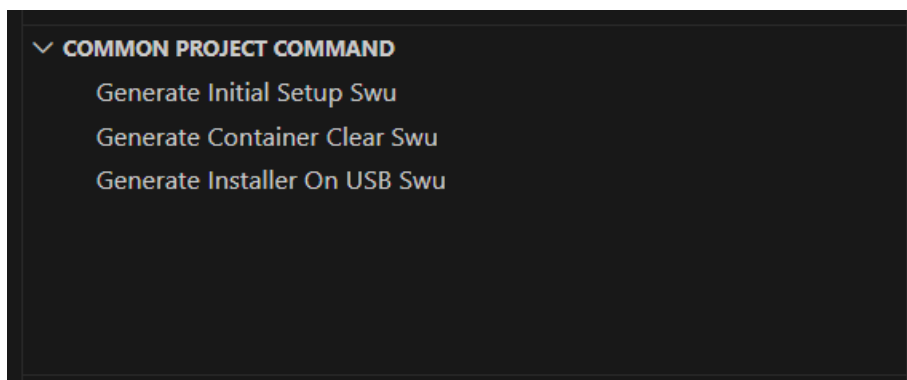 COMMON PROJECT COMMAND
Generate Initial Setup Swu
Generate Container Clear Swu
Generate Installer On USB Swu